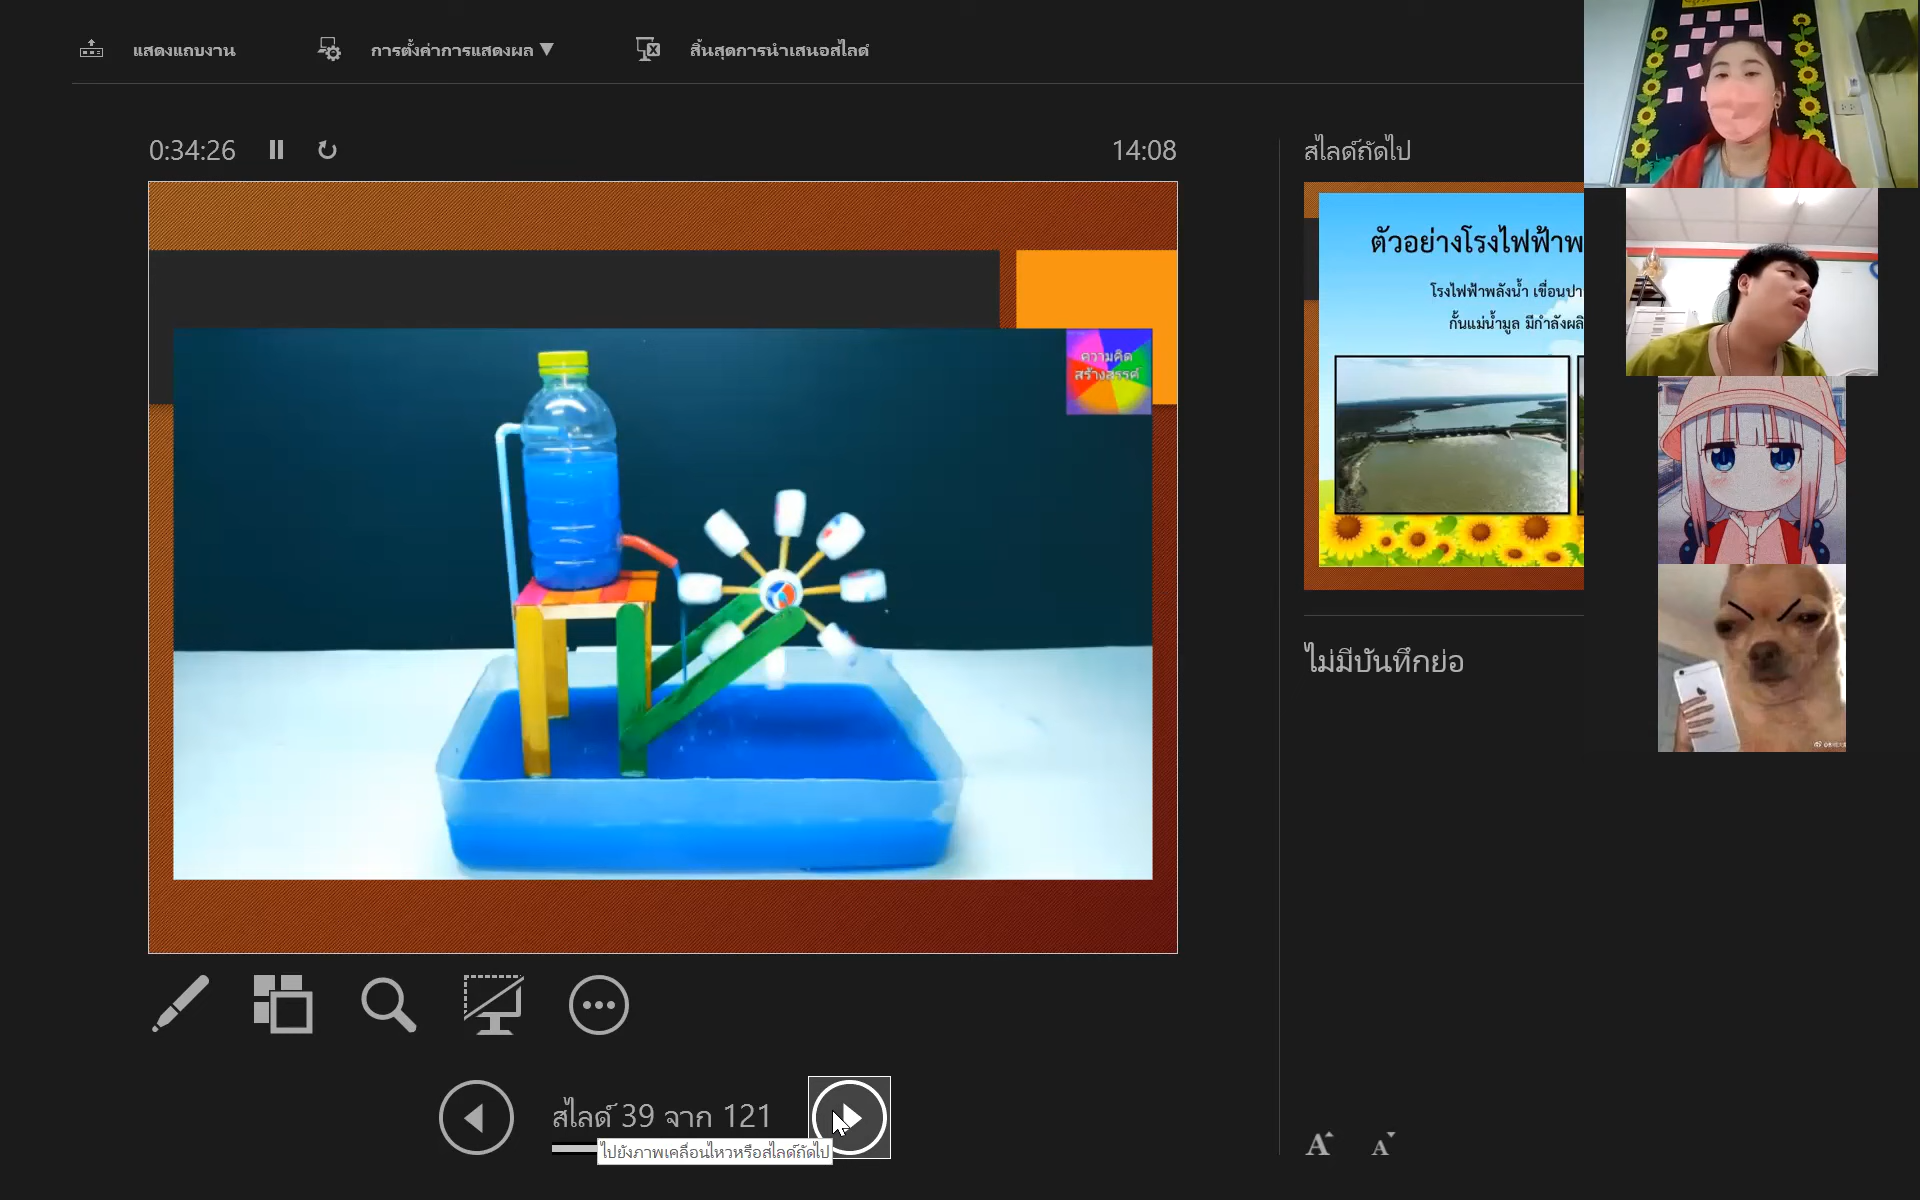 แสดงแถบงาน
การตั้งค่าการแสดงผล ▼
สิ้นสุดการนำเสนอสไลด์
0:34:26
14:08
สไลด์ถัดไป
ความคิด
สร้างสรรค์
ตัวอย่างโรงไฟฟ้าพ
โรงไฟฟ้าพลังน้ำ เขื่อนปา
กั้นแม่น้ำมูล มีกำลังผลิ
ไม่มีบันทึกย่อ
สไลด์ 39 จาก 121
ไปยังภาพเคลื่อนไหวหรือสไลด์ถัดไป
A A